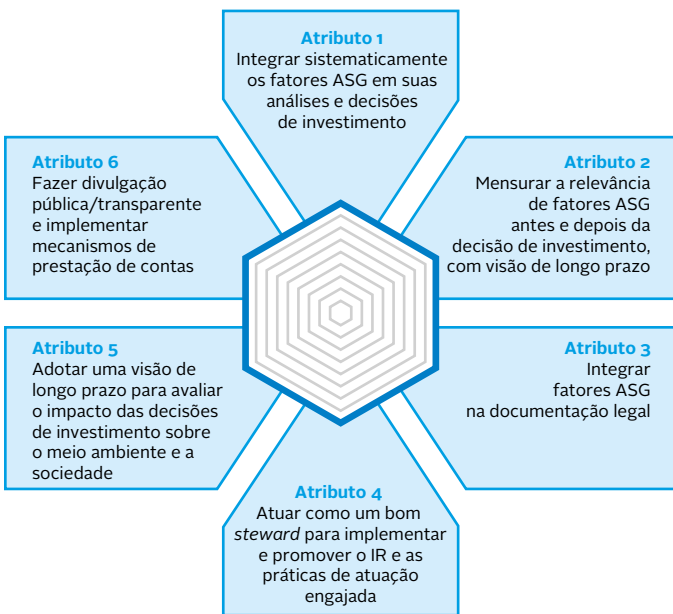 Atributo 1
Integrar sistematicamente
os fatores ASG em suas
análises e decisões
de investimento
Atributo 2
Mensurar a relevância
de fatores ASG
antes e depois da
decisão de investimento,
com visão de longo prazo
Atributo 3
Integrar
fatores ASG
na documentação legal
Atributo 4
Atuar como um bom
steward para implementar
e promover o IR e as
práticas de atuação
engajada
Atributo 5
Adotar uma visão de
longo prazo para avaliar
o impacto das decisões
de investimento sobre
o meio ambiente e a
sociedade
Atributo 6
Fazer divulgação
pública/transparente
e implementar
mecanismos de
prestação de contas